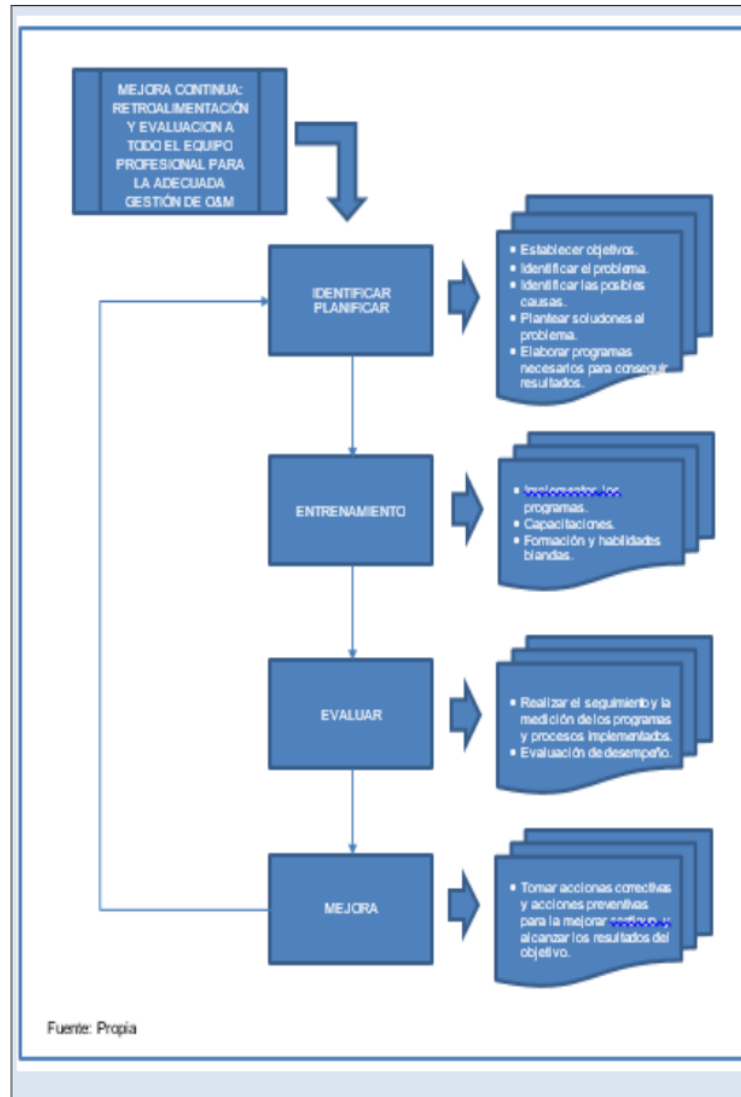 MEJORA CONTINUA:
RETROALIMENTACIÓN
Y EVALUACION A
TODO EL EQUIPO
PROFESIONAL PARA
LA ADECUADA
GESTIÓN DE O&M
IDENTIFICAR
PLANIFICAR
▪ Establecer objetivos.
▪ Identificar el problema.
▪ Identificar las posibles
causas.
▪ Plantear soluciones al
problema.
▪ Elaborar programas
necesarios para conseguir
resultados.
ENTRENAMIENTO
▪ Implementar los
programas.
▪ Capacitaciones.
▪ Formación y habilidades
blandas.
EVALUAR
▪ Realizar el seguimiento y la
medición de los programas
y procesos implementados.
▪ Evaluación de desempeño.
MEJORA
▪ Tomar acciones correctivas
y acciones preventivas
para la mejorar
alcanzar los resultados del
objetivo.
Fuente: Propia